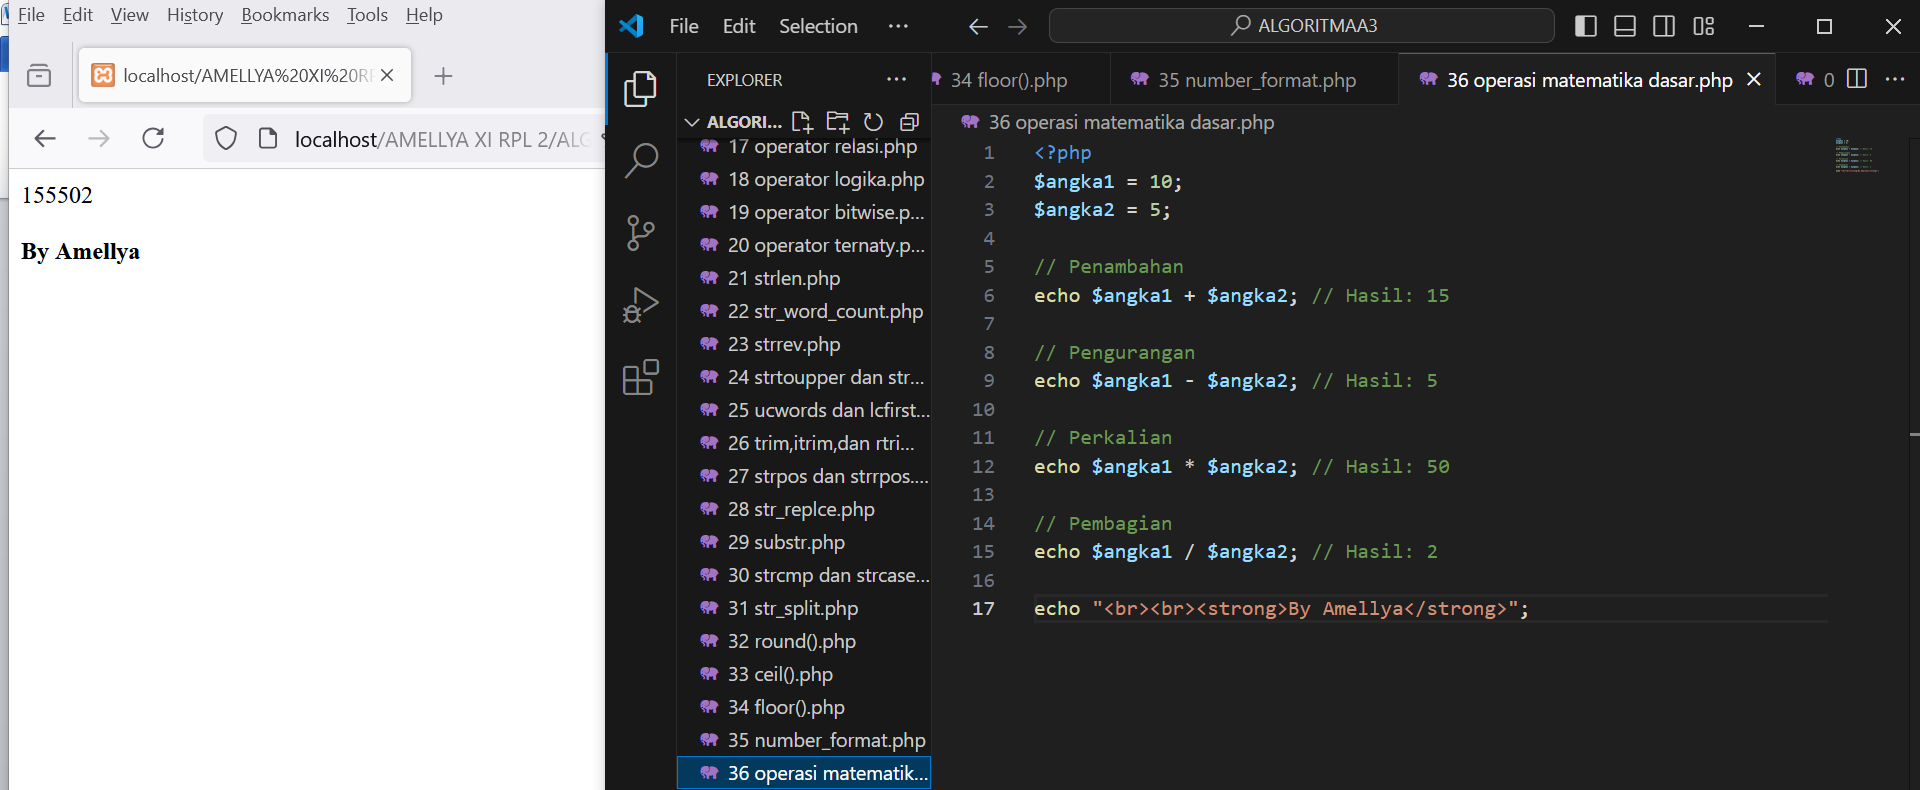 File Edit View History Bookmarks Tools Help
localhost/AMELLYA%20XI%20RP
localhost/AMELLYA XI RPL 2/ALG
155502
By Amellya
File Edit Selection ···
ALGORITMAA3
EXPLORER
ALGORI...
17 operator relasi.php
18 operator logika.php
19 operator bitwise.p...
20 operator ternaty.p...
21 strlen.php
22 str_word_count.php
23 strrev.php
24 strtoupper dan str...
25 ucwords dan lcfirst...
26 trim,itrim,dan rtri...
27 strpos dan strrpos....
28 str_replce.php
29 substr.php
30 strcmp dan strcase...
31 str_split.php
32 round().php
33 ceil().php
34 floor().php
35 number_format.php
36 operasi matematik...
34 floor().php
35 number_format.php
36 operasi matematika dasar.php
0
36 operasi matematika dasar.php
1 <?php
2 $angka1 = 10;
3 $angka2 = 5;
4
5 // Penambahan
6 echo $angka1 + $angka2; // Hasil: 15
7
8 // Pengurangan
9 echo $angka1 - $angka2; // Hasil: 5
10
11 // Perkalian
12 echo $angka1 * $angka2; // Hasil: 50
13
14 // Pembagian
15 echo $angka1 / $angka2; // Hasil: 2
16
17 echo "<br><br><strong>By Amellya</strong>";